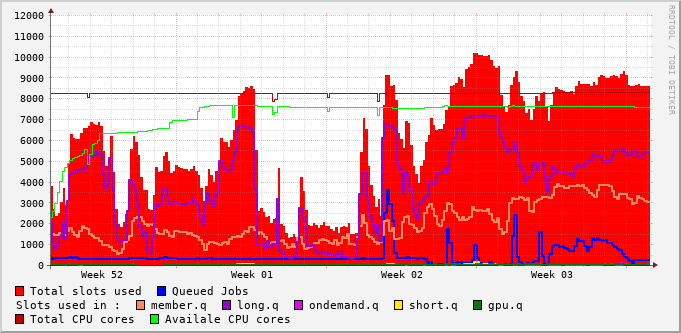 12000
11000
10000
9000
8000
7000
6000
5000
4000
3000
2000
1000
0
Week 52 Week 01 Week 02 Week 03
Total slots used Queued Jobs
Slots used in : member.q long.q ondemand.q short.q gpu.q
Total CPU cores Availale CPU cores
RRDTOOL / TOBI OETIKER